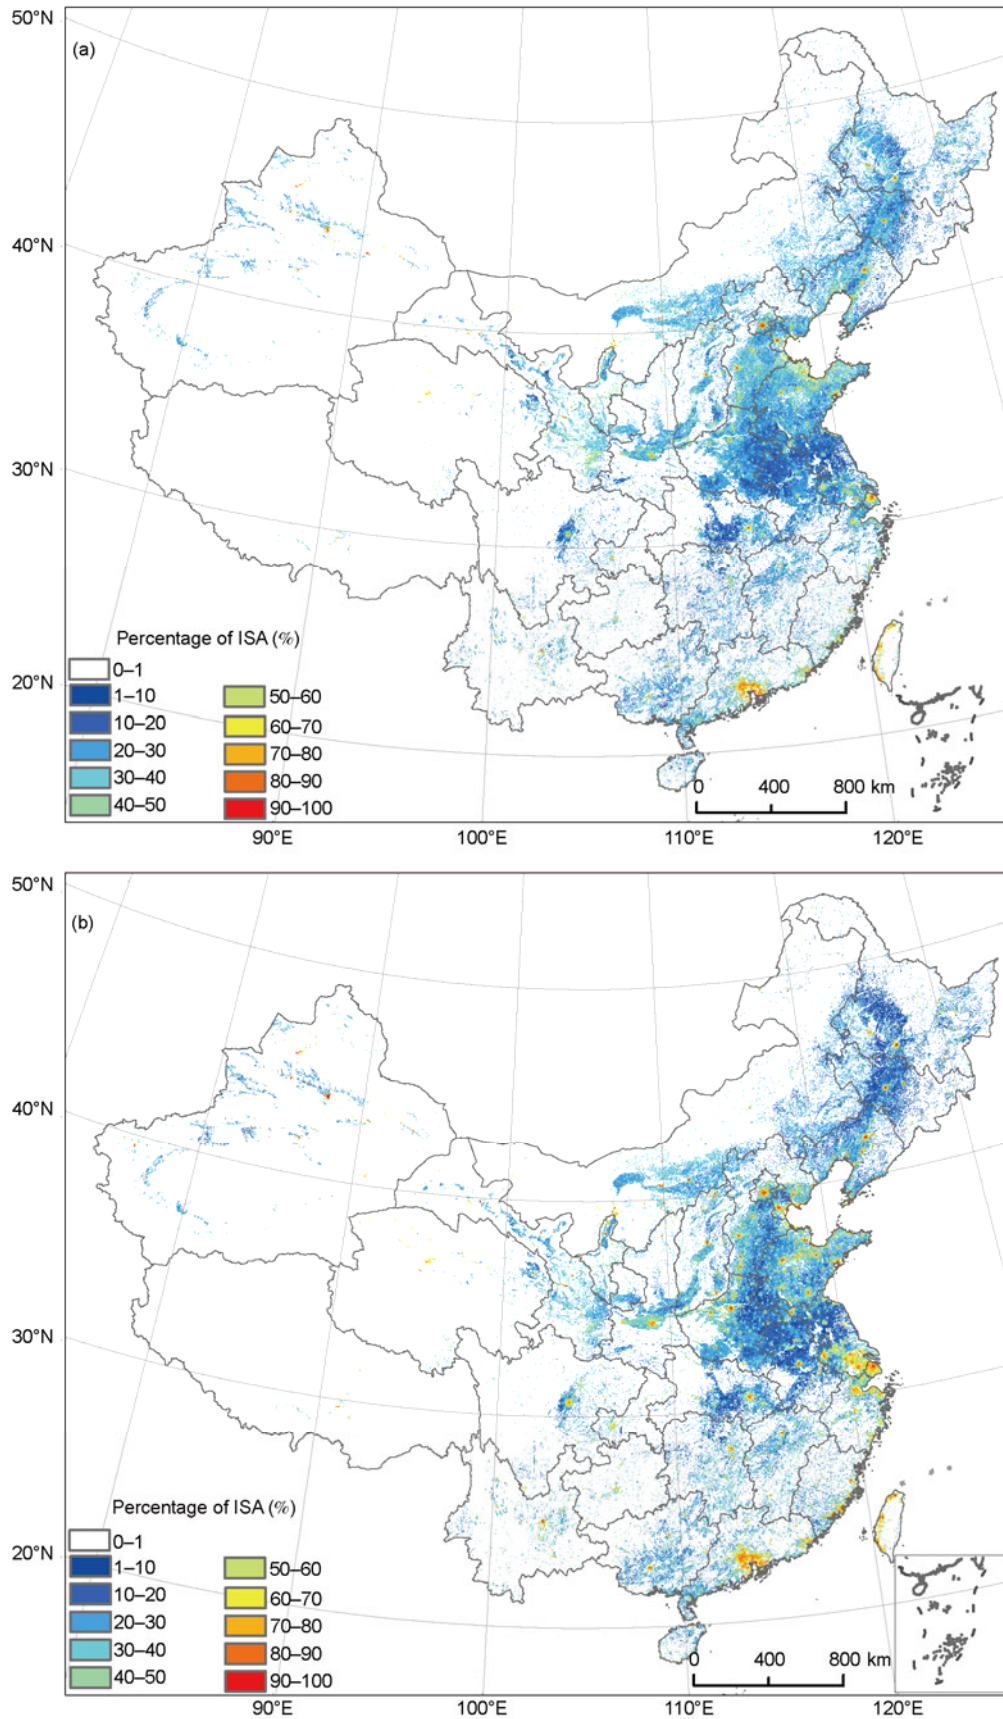 50°N
(a)
40°N
30°N
20°N
Percentage of ISA (%)
0–1
1–10
10–20
20–30
30–40
40–50
50–60
60–70
70–80
80–90
90–100
0 400 800 km
90°E 100°E 110°E 120°E
50°N
(b)
40°N
30°N
20°N
Percentage of ISA (%)
0–1
1–10
10–20
20–30
30–40
40–50
50–60
60–70
70–80
80–90
90–100
0 400 800 km
90°E 100°E 110°E 120°E